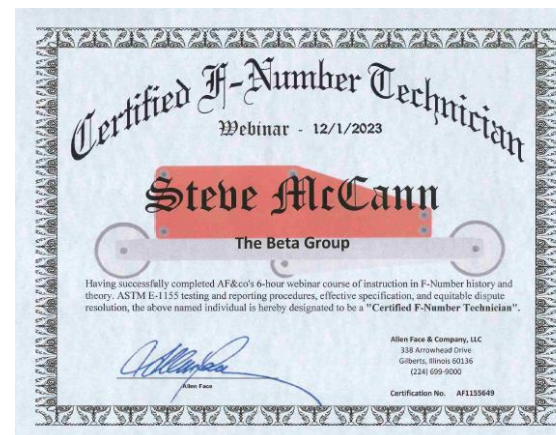 Certified F-Number Technician
Webinar - 12/1/2023
Steve McCann
The Beta Group
Having successfully completed AF&co's 6-hour webinar course of instruction in F-Number history and
theory. ASTM E-1155 testing and reporting procedures, effective specification, and equitable dispute
resolution, the above named individual is hereby designated to be a "Certified F-Number Technician".
Allen Face & Company, LLC
338 Arrowhead Drive
Gilberts, Illinois 60136
(224) 699-9000
Allen Face
Certification No. AF1155649